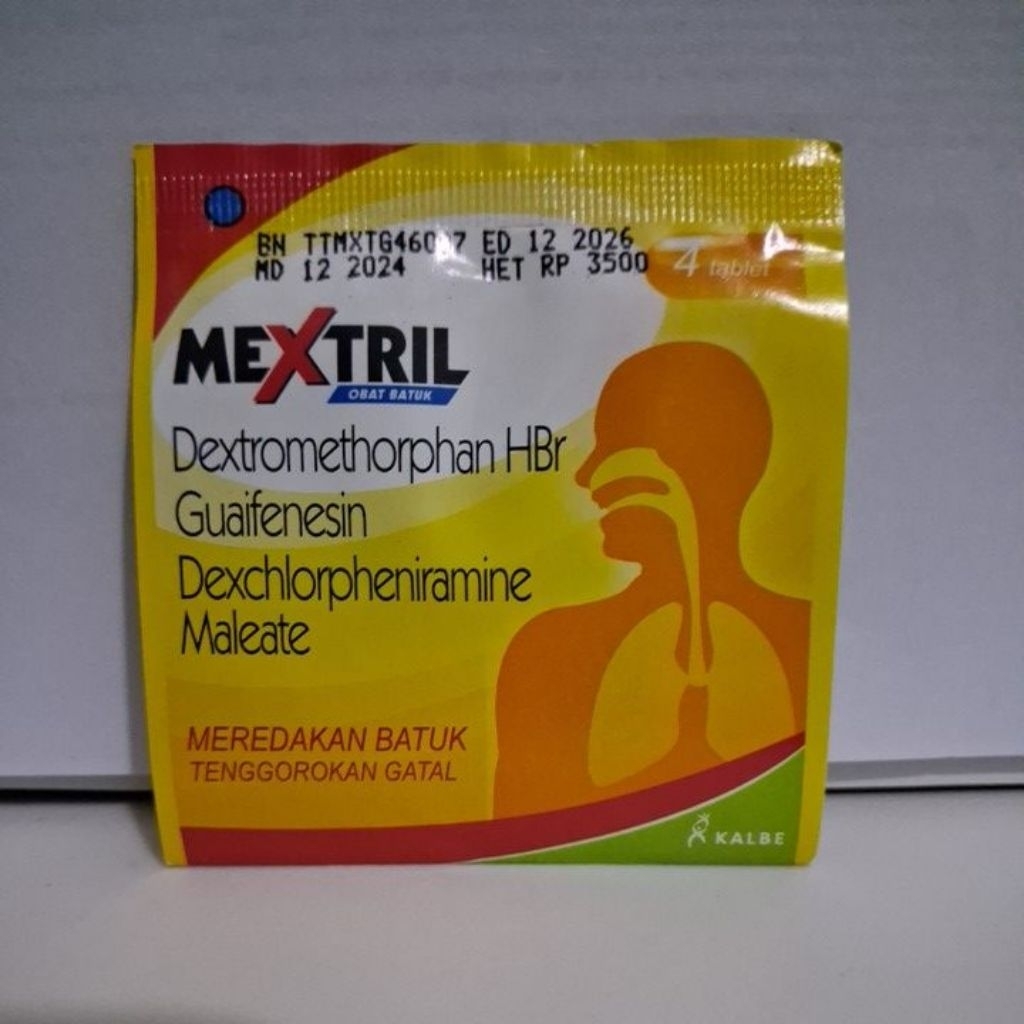 BN ED 12 2026
MD 12 2024 HET RP 3500
4 tablet
MEXTRIL
OBAT BATUK
Dextromethorphan HBr
Guaifenesin
Dexchlorpheniramine
Maleate
MEREDAKAN BATUK
TENGGOROKAN GATAL
KALBE